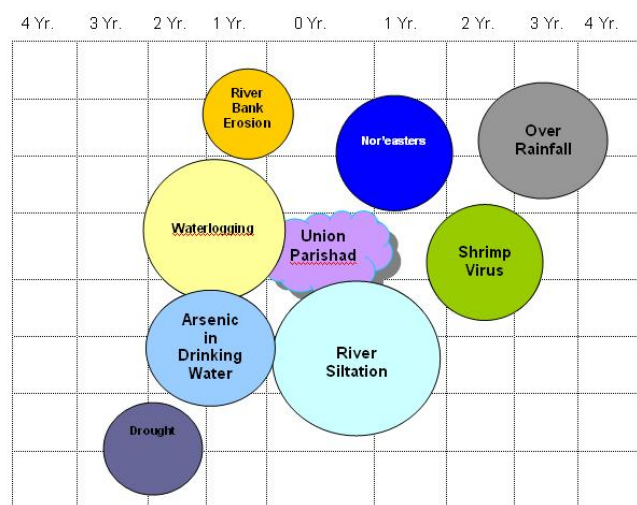 4 Yr. 3 Yr. 2 Yr. 1 Yr. 0 Yr. 1 Yr. 2 Yr. 3 Yr. 4 Yr.
River
Bank
Erosion
Nor'easters
Over
Rainfall
Waterlogging
Union
Parishad
Shrimp
Virus
Arsenic
in
Drinking
Water
River
Siltation
Drought